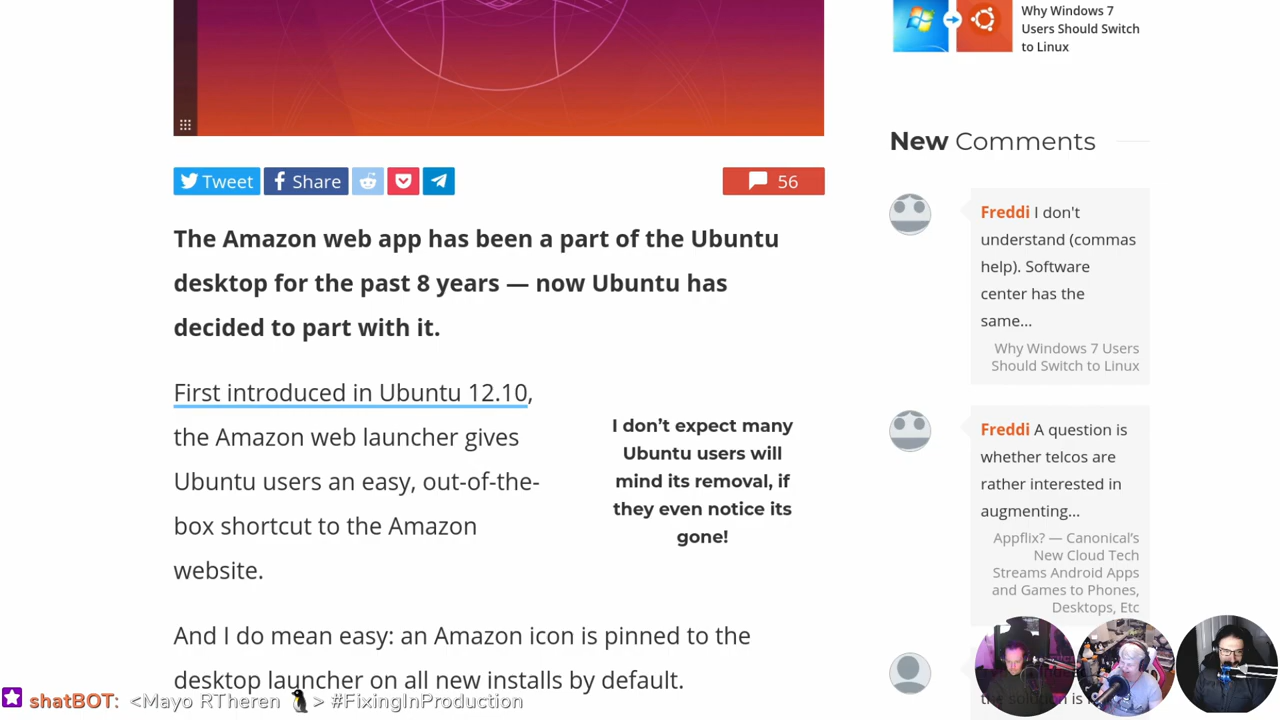 Why Windows 7
Users Should Switch
to Linux
Tweet
Share
56
The Amazon web app has been a part of the Ubuntu
desktop for the past 8 years — now Ubuntu has
decided to part with it.
First introduced in Ubuntu 12.10,
the Amazon web launcher gives
Ubuntu users an easy, out-of-the-
box shortcut to the Amazon
website.
I don’t expect many
Ubuntu users will
mind its removal, if
they even notice its
gone!
And I do mean easy: an Amazon icon is pinned to the
desktop launcher on all new installs by default.
New Comments
Freddi I don't
understand (commas
help). Software
center has the
same...
Why Windows 7 Users
Should Switch to Linux
Freddi A question is
whether telcos are
rather interested in
augmenting...
Appflix? — Canonical’s
New Cloud Tech
Streams Android Apps
and Games to Phones,
Desktops, Etc
the solution is
shatBOT: <Mayo RTheren 🐧> #FixingInProduction